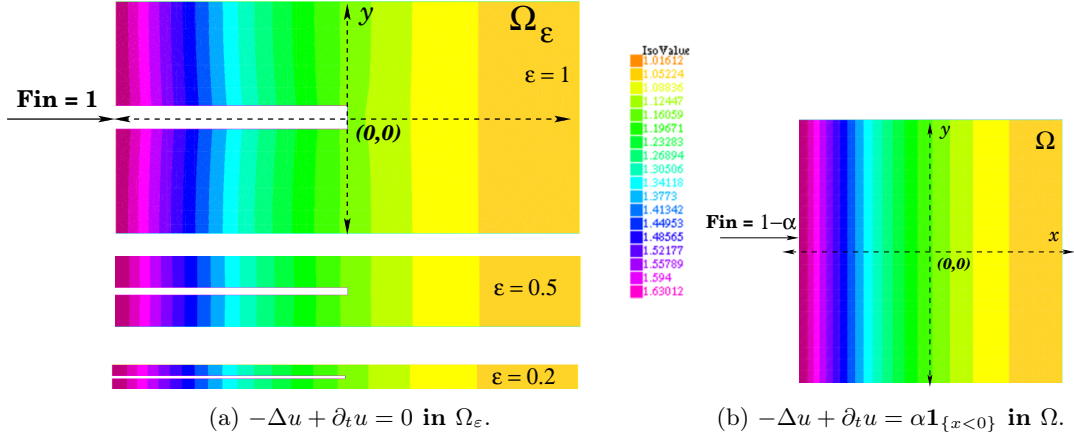 y
Ω_ε
ε = 1
Fin = 1
(0,0)
ε = 0.5
ε = 0.2
(a) −Δu + ∂_t u = 0 in Ω_ε.
IsoValue
1.01612
1.05224
1.08836
1.12447
1.16059
1.19671
1.23283
1.26894
1.30506
1.34118
1.3773
1.41342
1.44953
1.48565
1.52177
1.55789
1.594
1.63012
y
Ω
Fin = 1−α
x
(0,0)
(b) −Δu + ∂_t u = α1_{x<0} in Ω.